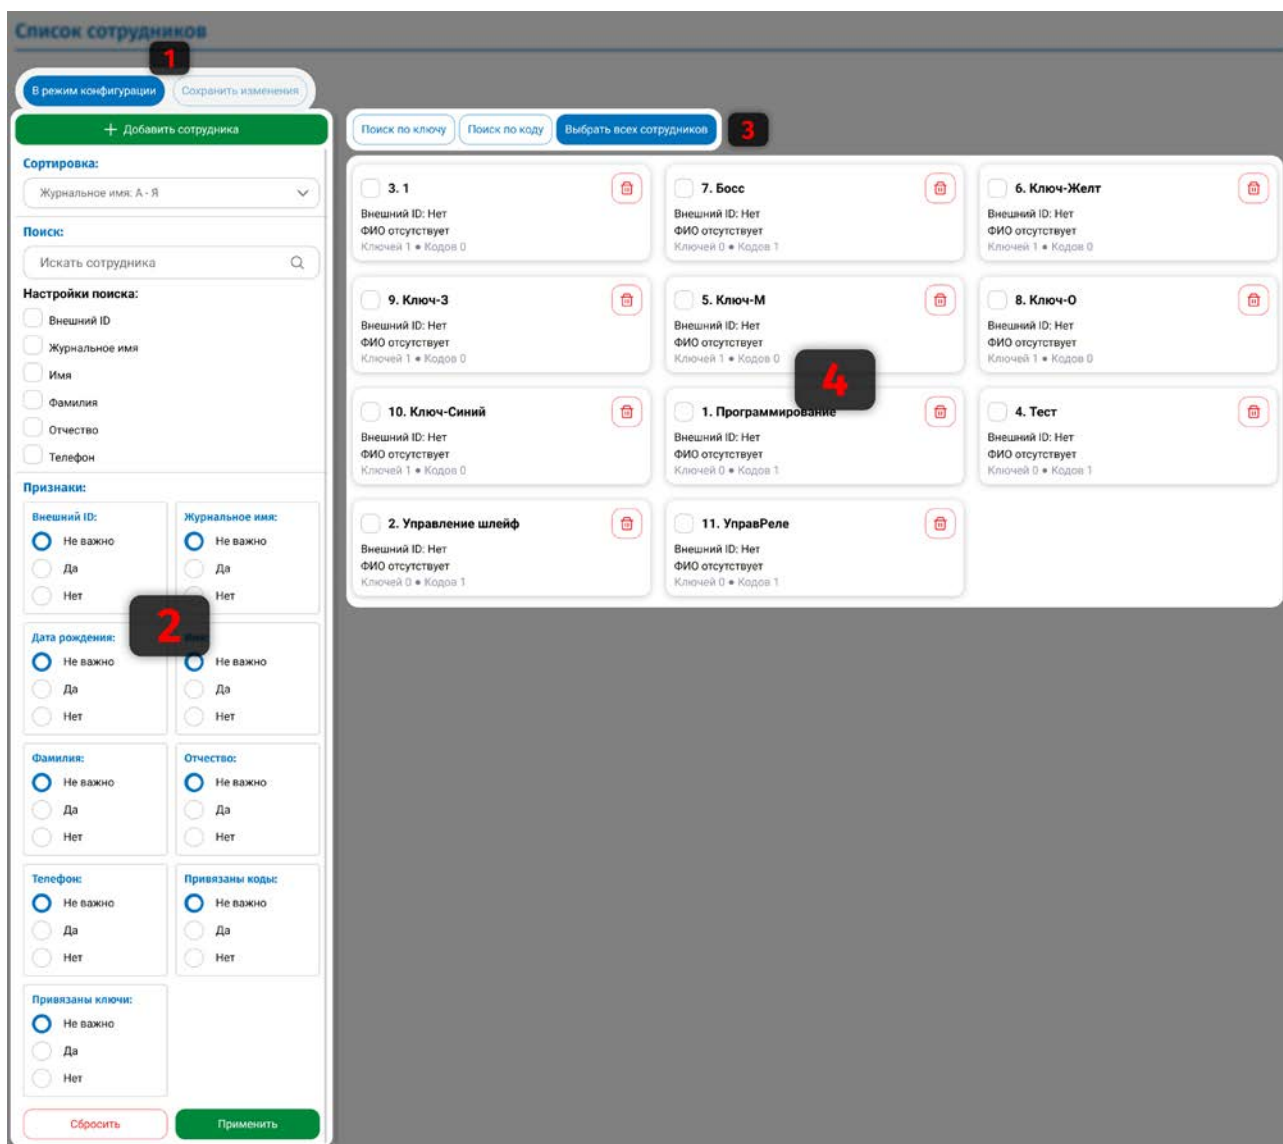 Список сотрудников
1
В режим конфигурации
Сохранить изменения
+ Добавить сотрудника
Сортировка:
Журнальное имя: А - Я
Поиск:
Искать сотрудника
Настройки поиска:
Внешний ID
Журнальное имя
Имя
Фамилия
Отчество
Телефон
Признаки:
Внешний ID:
Не важно
Да
Нет
Журнальное имя:
Не важно
Да
Нет
2
Дата рождения:
Не важно
Да
Нет
Имя:
Не важно
Да
Нет
Фамилия:
Не важно
Да
Нет
Отчество:
Не важно
Да
Нет
Телефон:
Не важно
Да
Нет
Привязаны коды:
Не важно
Да
Нет
Привязаны ключи:
Не важно
Да
Нет
Сбросить
Применить
Поиск по ключу
Поиск по коду
Выбрать всех сотрудников
3
3. 1
Внешний ID: Нет
ФИО отсутствует
Ключей 1 ● Кодов 0
7. Босс
Внешний ID: Нет
ФИО отсутствует
Ключей 0 ● Кодов 1
6. Ключ-Желт
Внешний ID: Нет
ФИО отсутствует
Ключей 1 ● Кодов 0
9. Ключ-З
Внешний ID: Нет
ФИО отсутствует
Ключей 1 ● Кодов 0
5. Ключ-М
Внешний ID: Нет
ФИО отсутствует
Ключей 1 ● Кодов 0
8. Ключ-О
Внешний ID: Нет
ФИО отсутствует
Ключей 1 ● Кодов 0
4
10. Ключ-Синий
Внешний ID: Нет
ФИО отсутствует
Ключей 1 ● Кодов 0
1. Программирование
Внешний ID: Нет
ФИО отсутствует
Ключей 0 ● Кодов 1
4. Тест
Внешний ID: Нет
ФИО отсутствует
Ключей 0 ● Кодов 1
2. Управление шлейф
Внешний ID: Нет
ФИО отсутствует
Ключей 0 ● Кодов 1
11. УправРеле
Внешний ID: Нет
ФИО отсутствует
Ключей 0 ● Кодов 1